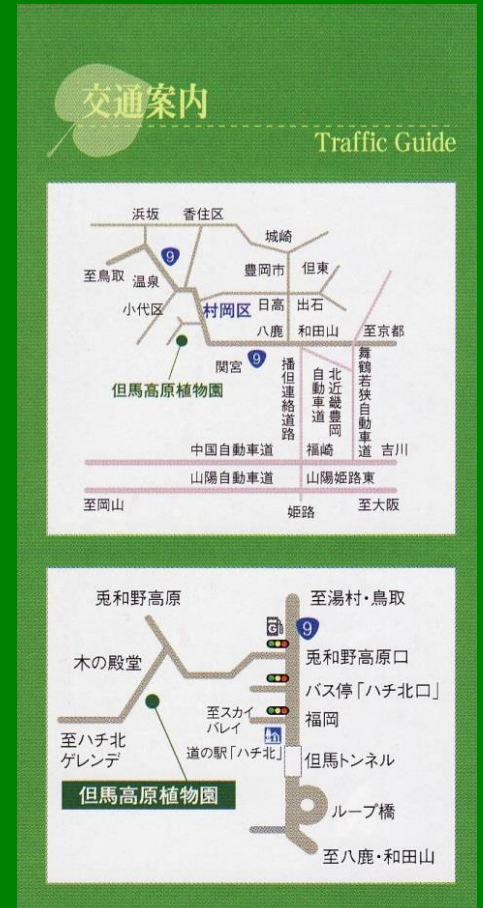 交通案内
Traffic Guide
浜坂
香住区
城崎
9
至鳥取
温泉
豊岡市
但東
小代区
村岡区
日高
出石
八鹿
和田山
至京都
関宮
9
但馬高原植物園
播但連絡道路
北近畿豊岡
自動車道
舞鶴若狭自動車道
中国自動車道
福崎
吉川
山陽自動車道
山陽姫路東
至岡山
姫路
至大阪
兎和野高原
至湯村・鳥取
9
G
木の殿堂
兎和野高原口
バス停「ハチ北口」
至スカイ
バレイ
福岡
至ハチ北
ゲレンデ
道の駅「ハチ北」
但馬トンネル
但馬高原植物園
ループ橋
至八鹿・和田山